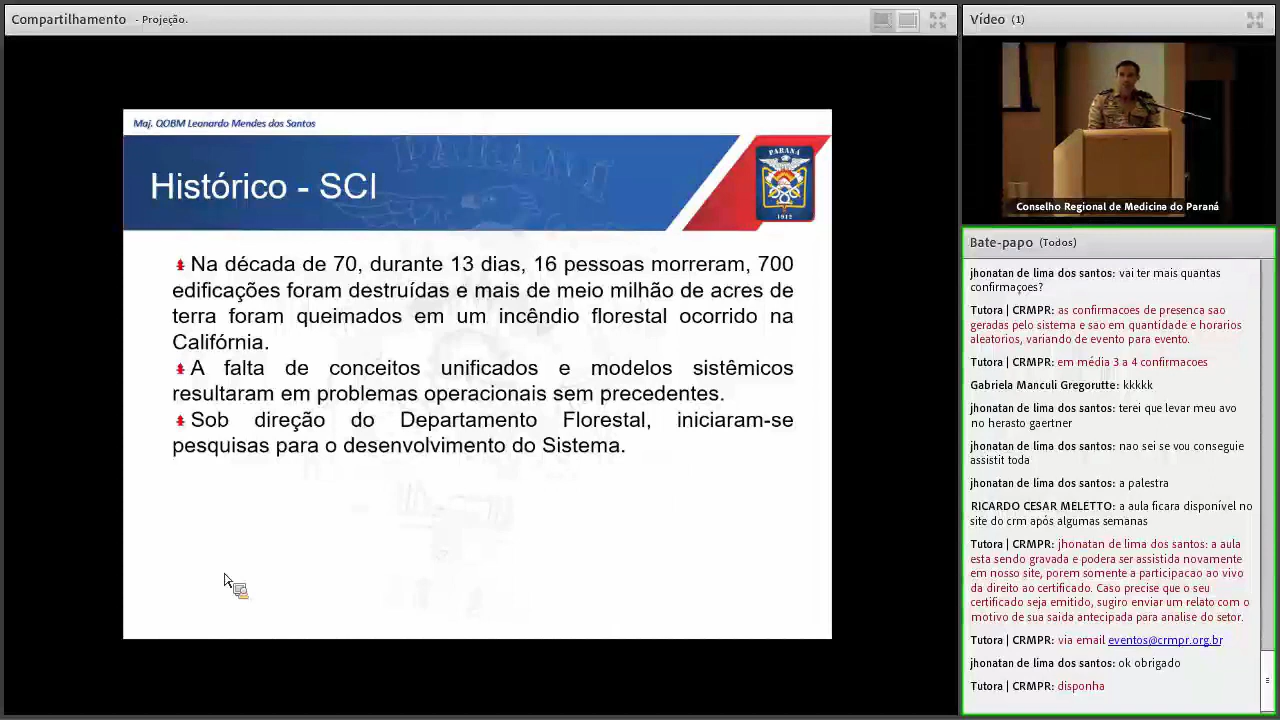 Compartilhamento - Projeção.
Maj. QOBM Leonardo Mendes dos Santos
Histórico - SCI
PARANÁ
1912
Na década de 70, durante 13 dias, 16 pessoas morreram, 700
edificações foram destruídas e mais de meio milhão de acres de
terra foram queimados em um incêndio florestal ocorrido na
Califórnia.
A falta de conceitos unificados e modelos sistêmicos
resultaram em problemas operacionais sem precedentes.
Sob direção do Departamento Florestal, iniciaram-se
pesquisas para o desenvolvimento do Sistema.
Vídeo (1)
Conselho Regional de Medicina do Paraná
Bate-papo (Todos)
jhonatan de lima dos santos: vai ter mais quantas
confirmaçoes?
Tutora | CRMPR: as confirmacoes de presenca sao
geradas pelo sistema e sao em quantidade e horarios
aleatorios, variando de evento para evento.
Tutora | CRMPR: em média 3 a 4 confirmacoes
Gabriela Manculi Gregorutte: kkkkk
jhonatan de lima dos santos: terei que levar meu avo
no herasto gaertner
jhonatan de lima dos santos: nao sei se vou conseguie
assistit toda
jhonatan de lima dos santos: a palestra
RICARDO CESAR MELETTO: a aula ficara disponível no
site do crm após algumas semanas
Tutora | CRMPR: jhonatan de lima dos santos: a aula
esta sendo gravada e podera ser assistida novamente
em nosso site, porem somente a participacao ao vivo
da direito ao certificado. Caso precise que o seu
certificado seja emitido, sugiro enviar um relato com o
motivo de sua saida antecipada para analise do setor.
Tutora | CRMPR: via email eventos@crmpr.org.br
jhonatan de lima dos santos: ok obrigado
Tutora | CRMPR: disponha